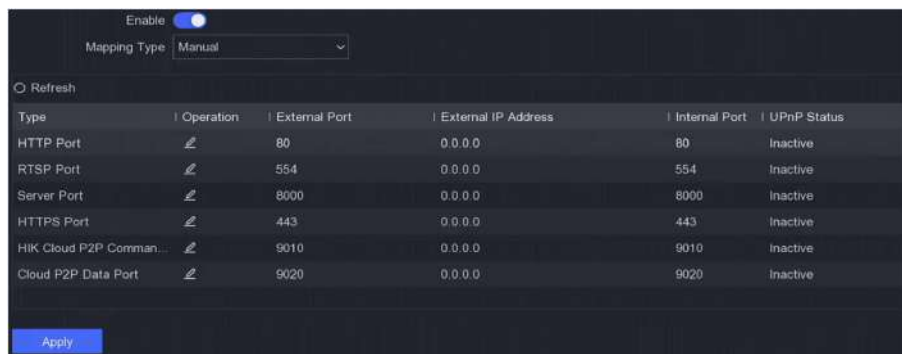 Enable
Mapping Type Manual
Refresh
Type Operation External Port External IP Address Internal Port UPnP Status
HTTP Port 80 0.0.0.0 80 Inactive
RTSP Port 554 0.0.0.0 554 Inactive
Server Port 8000 0.0.0.0 8000 Inactive
HTTPS Port 443 0.0.0.0 443 Inactive
HIK Cloud P2P Comman... 9010 0.0.0.0 9010 Inactive
Cloud P2P Data Port 9020 0.0.0.0 9020 Inactive
Apply